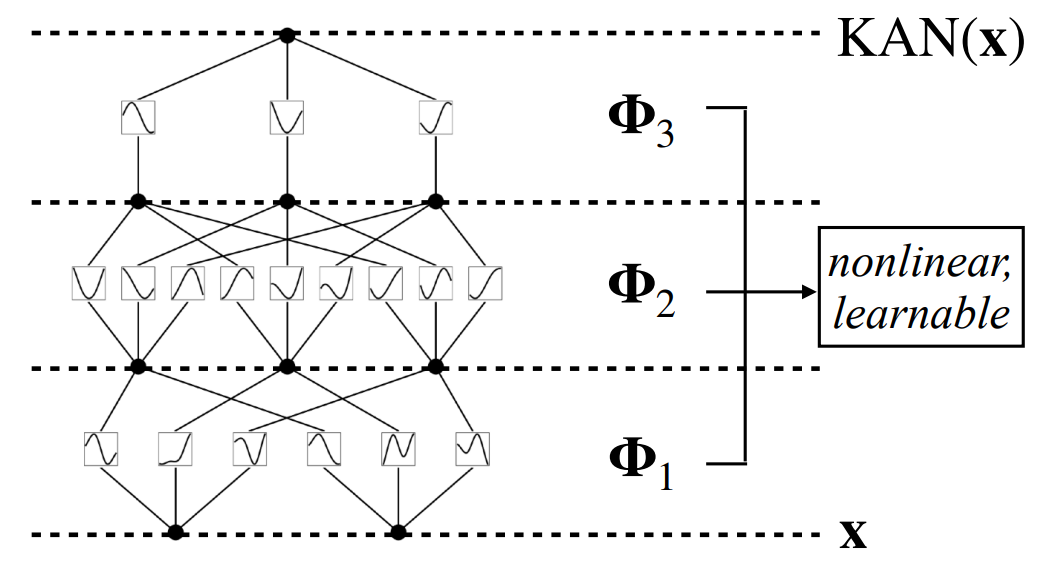 KAN(x)
Φ3
Φ2
nonlinear,
learnable
Φ1
x